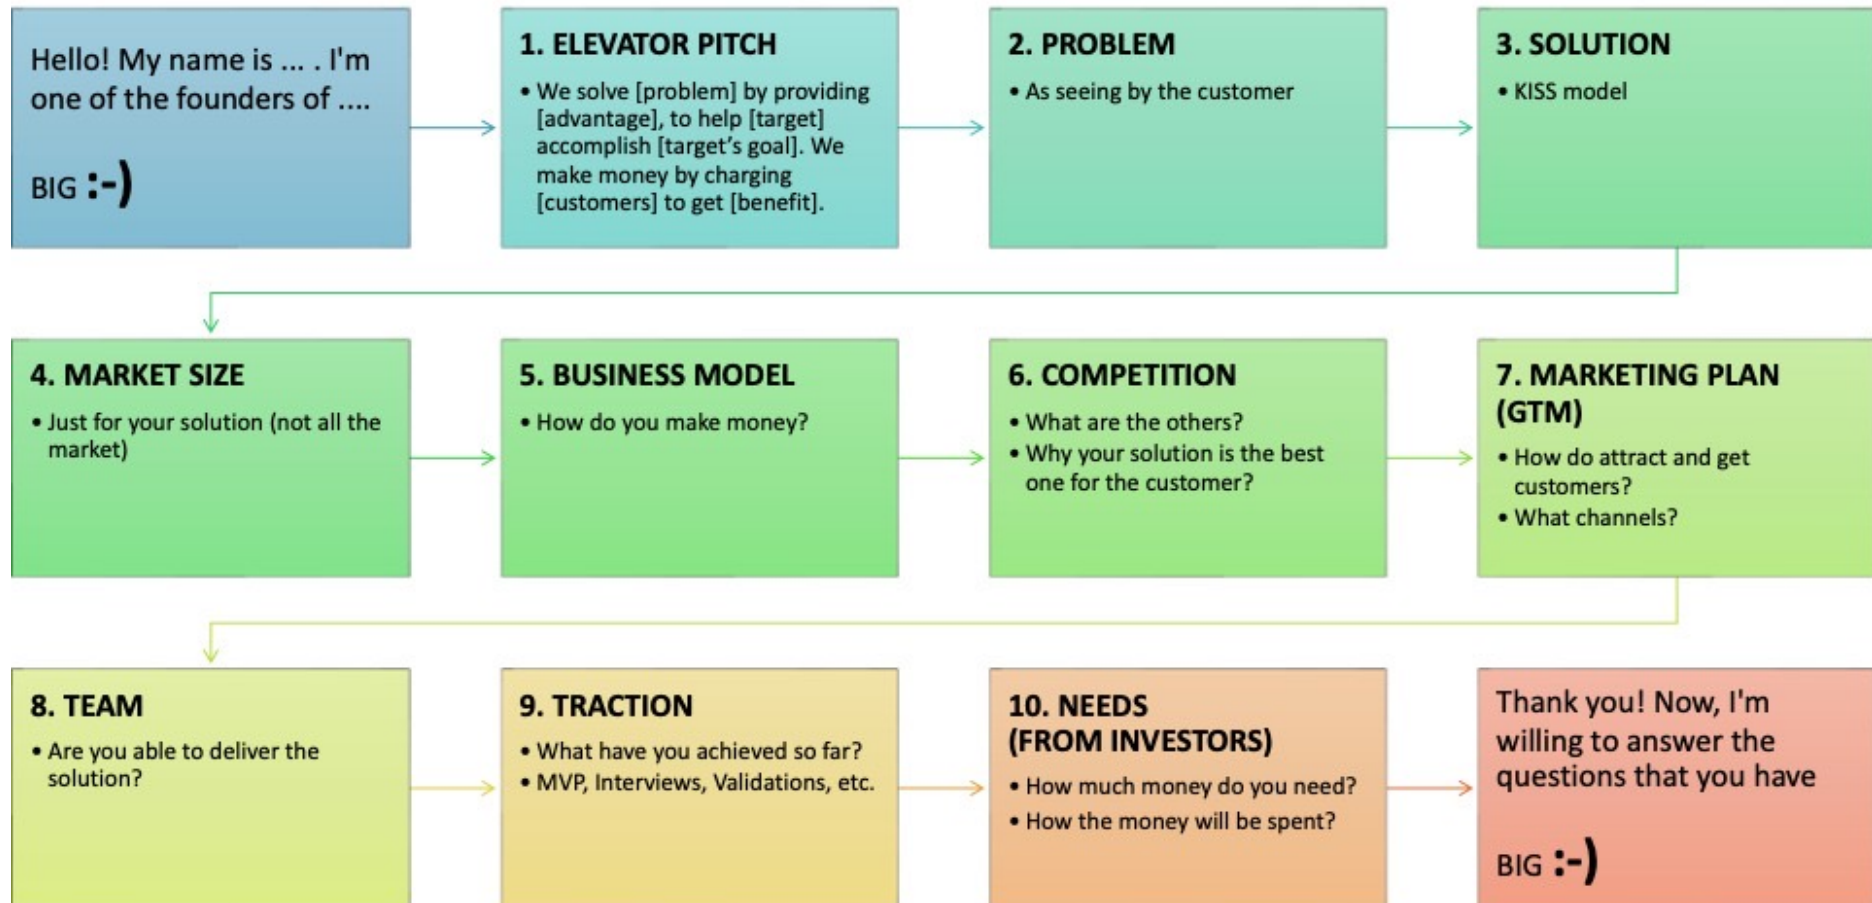 Hello! My name is ... . I'm
one of the founders of ....
BIG :-)
1. ELEVATOR PITCH
• We solve [problem] by providing
[advantage], to help [target]
accomplish [target’s goal]. We
make money by charging
[customers] to get [benefit].
2. PROBLEM
• As seeing by the customer
3. SOLUTION
• KISS model
4. MARKET SIZE
• Just for your solution (not all the
market)
5. BUSINESS MODEL
• How do you make money?
6. COMPETITION
• What are the others?
• Why your solution is the best
one for the customer?
7. MARKETING PLAN
(GTM)
• How do attract and get
customers?
• What channels?
8. TEAM
• Are you able to deliver the
solution?
9. TRACTION
• What have you achieved so far?
• MVP, Interviews, Validations, etc.
10. NEEDS
(FROM INVESTORS)
• How much money do you need?
• How the money will be spent?
Thank you! Now, I'm
willing to answer the
questions that you have
BIG :-)